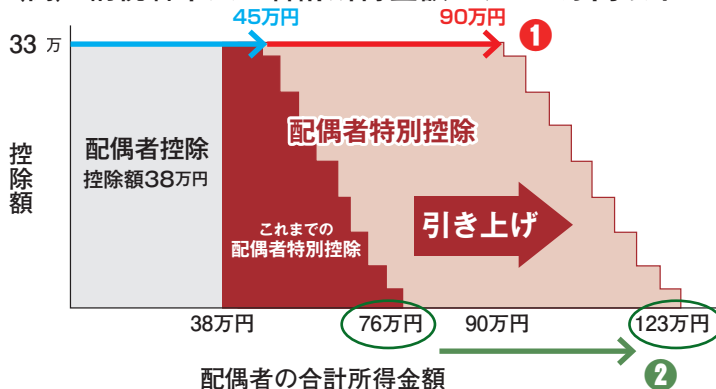 45万円
90万円
❶
33 万
控除額
配偶者控除
控除額38万円
配偶者特別控除
これまでの
配偶者特別控除
引き上げ
38万円
76万円
90万円
123万円
配偶者の合計所得金額
❷